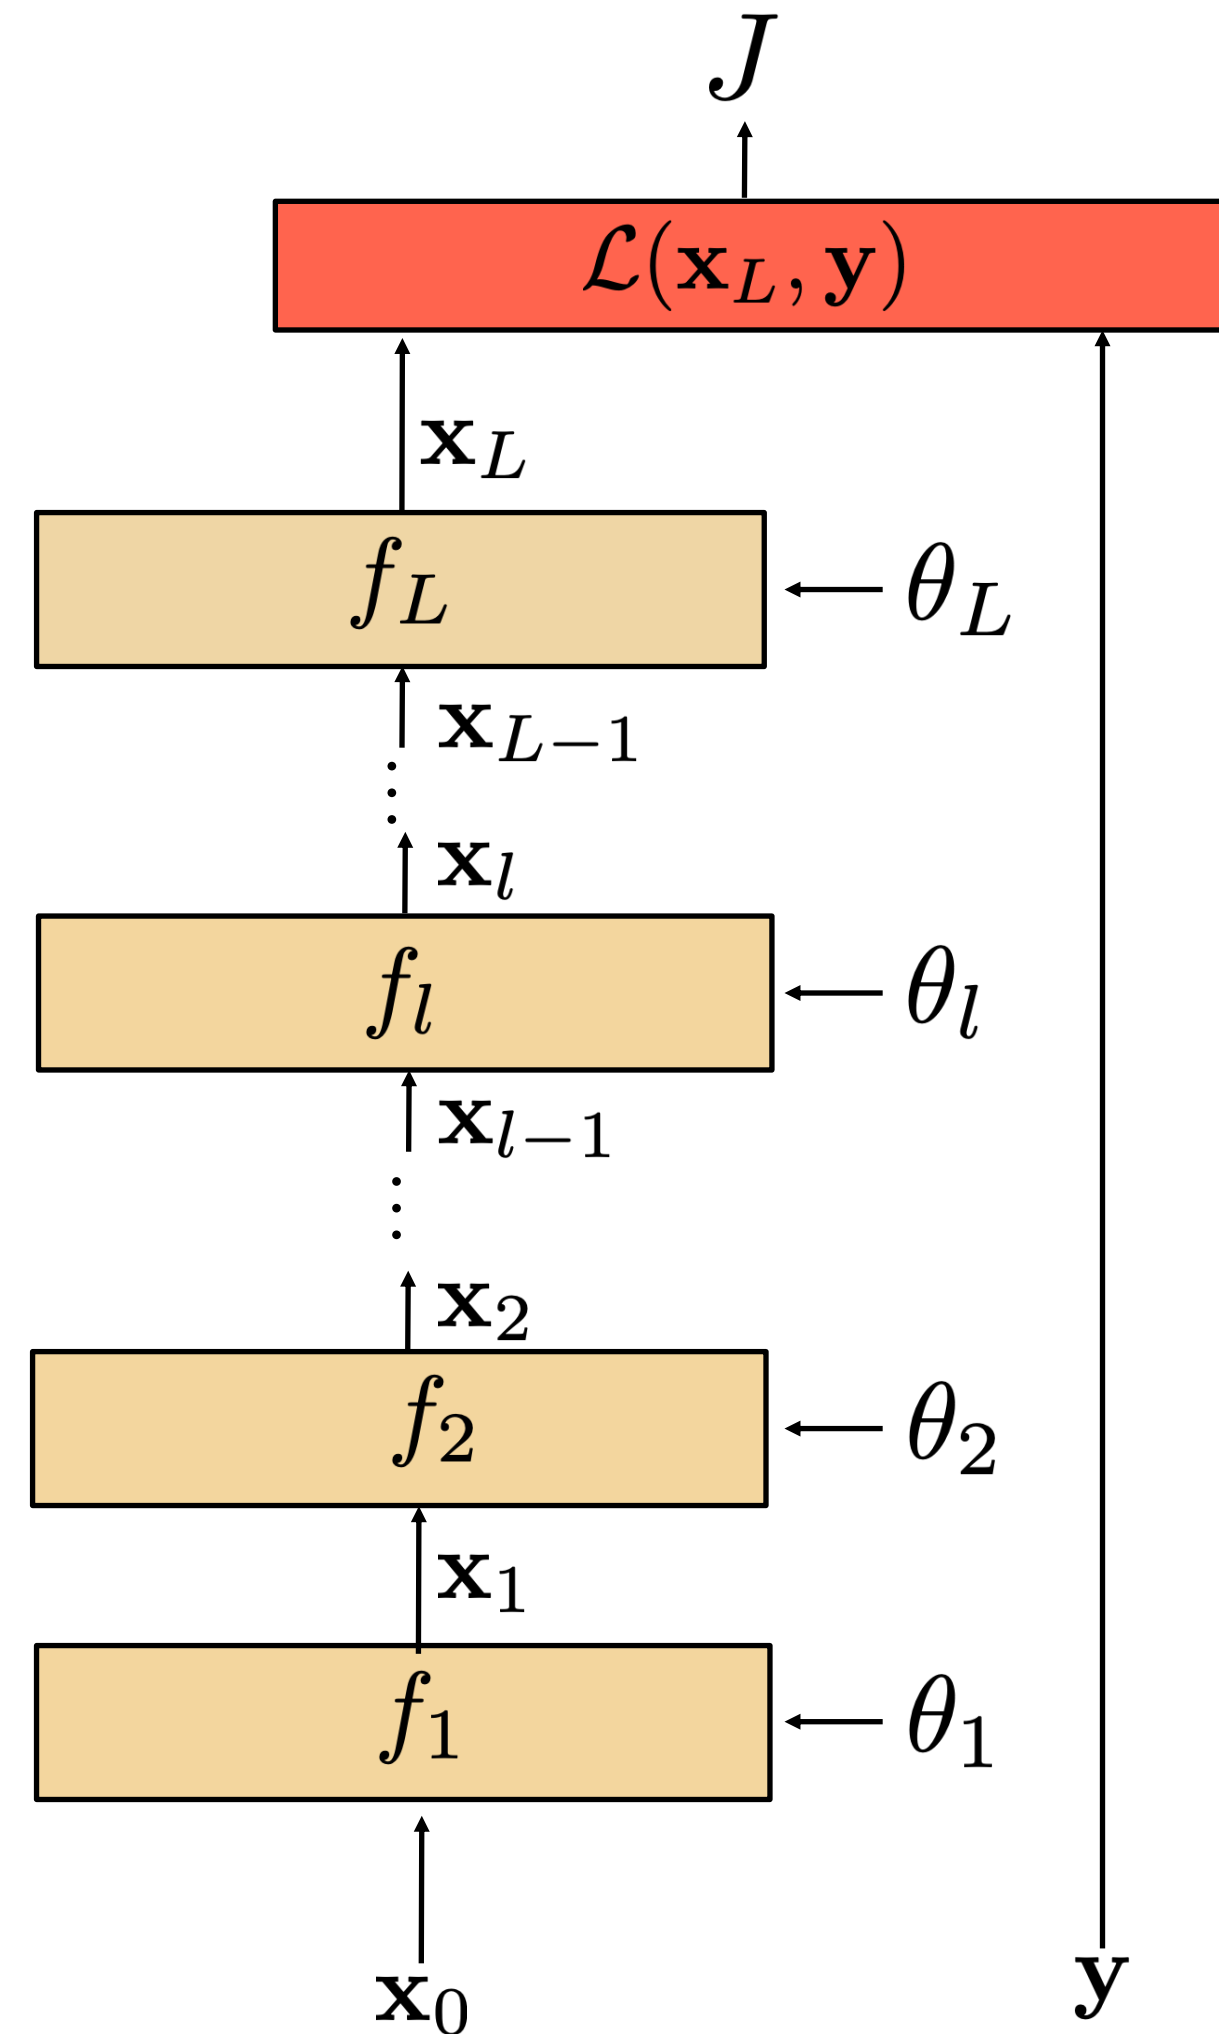 J
ℒ(𝐱_L, 𝐲)
𝐱_L
f_L
θ_L
𝐱_{L−1}
⋮
𝐱_l
f_l
θ_l
𝐱_{l−1}
⋮
𝐱_2
f_2
θ_2
𝐱_1
f_1
θ_1
𝐱_0
𝐲